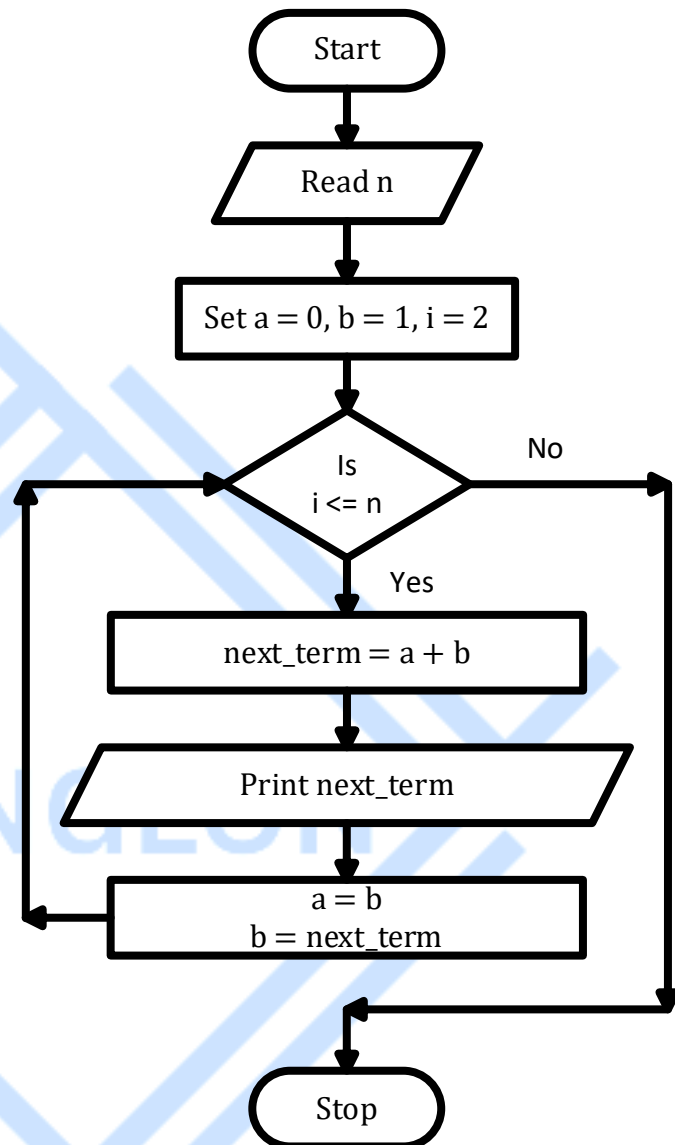 Start
Read n
Set a = 0, b = 1, i = 2
Is
i <= n
No
Yes
next_term = a + b
Print next_term
a = b
b = next_term
Stop